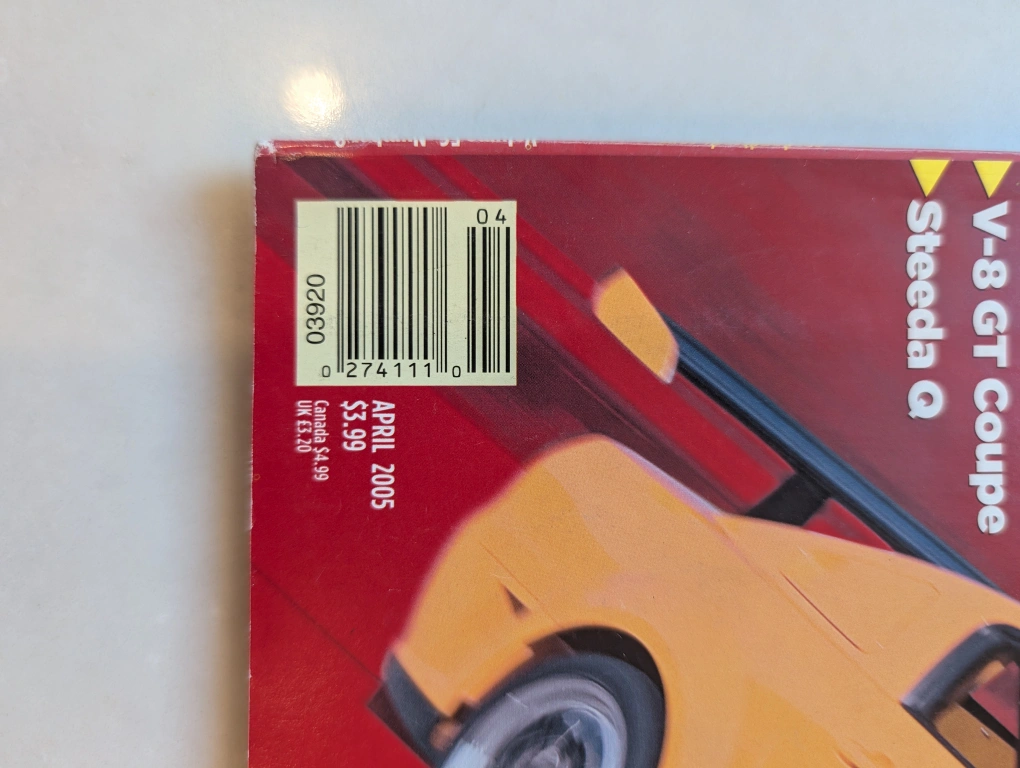 V-8 GT Coupe
Steeda Q
04
03920
0 274111 0
APRIL 2005
$3.99
Canada $4.99
UK £3.20